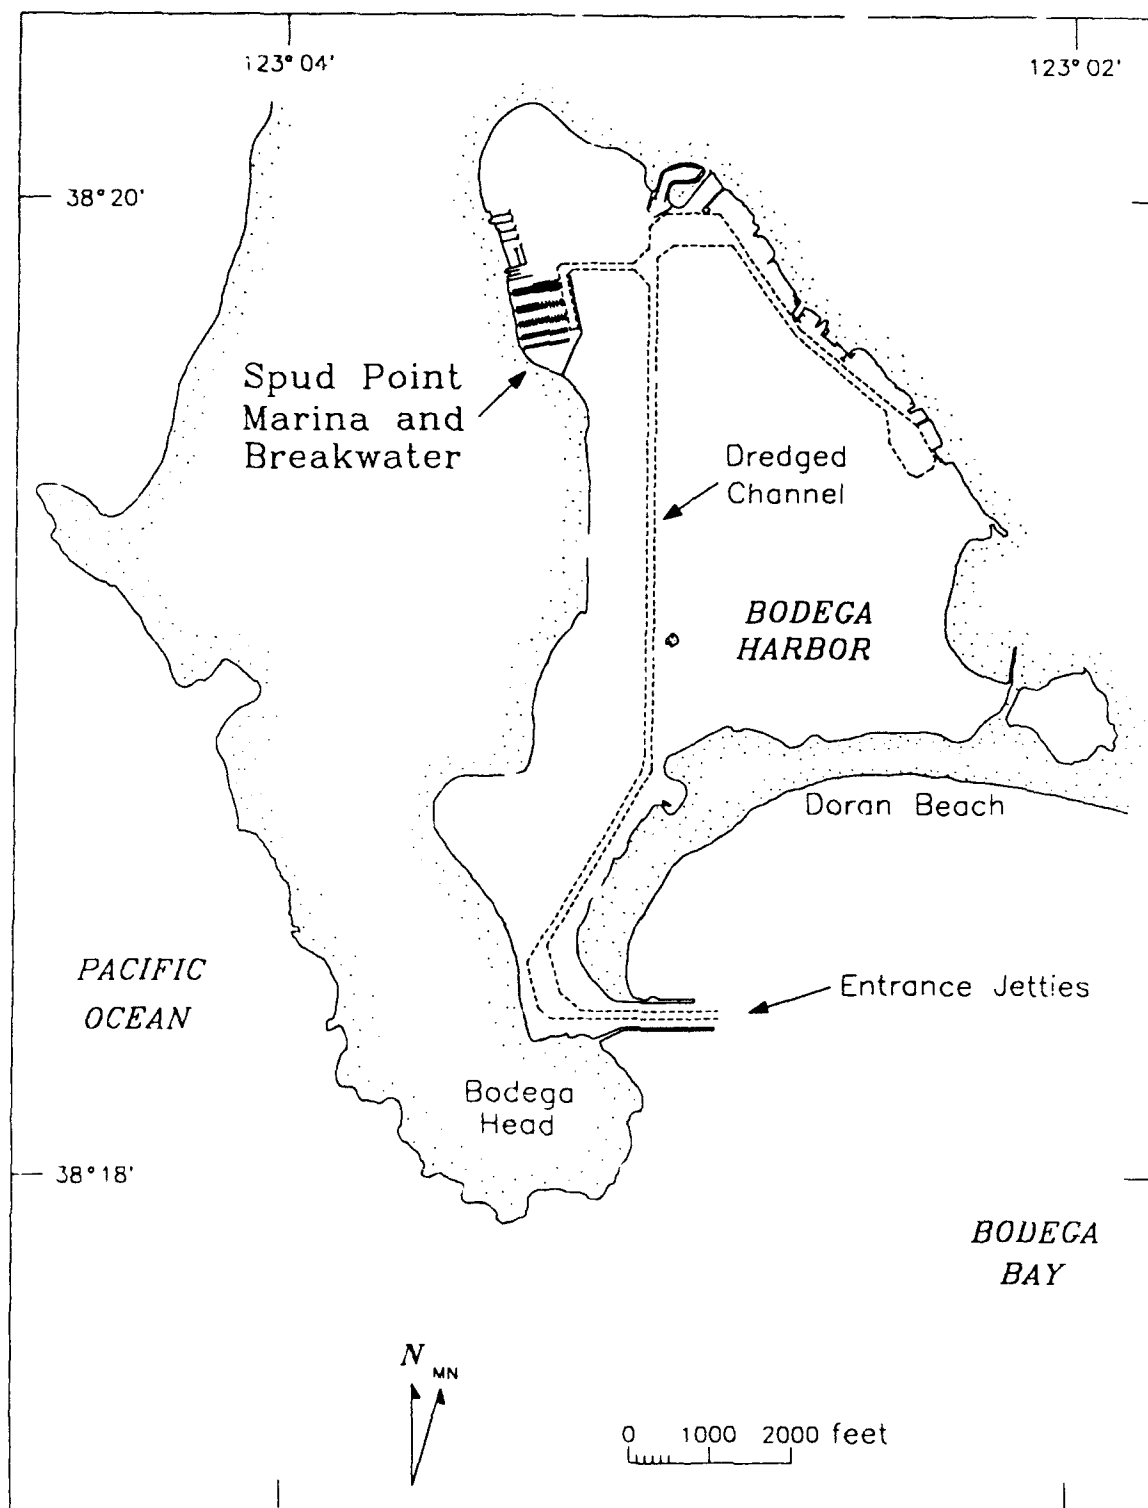 123° 04'
123° 02'
38° 20'
Spud Point
Marina and
Breakwater
Dredged
Channel
BODEGA
HARBOR
Doran Beach
PACIFIC
OCEAN
Entrance Jetties
Bodega
Head
38° 18'
BODEGA
BAY
N
MN
0 1000 2000 feet